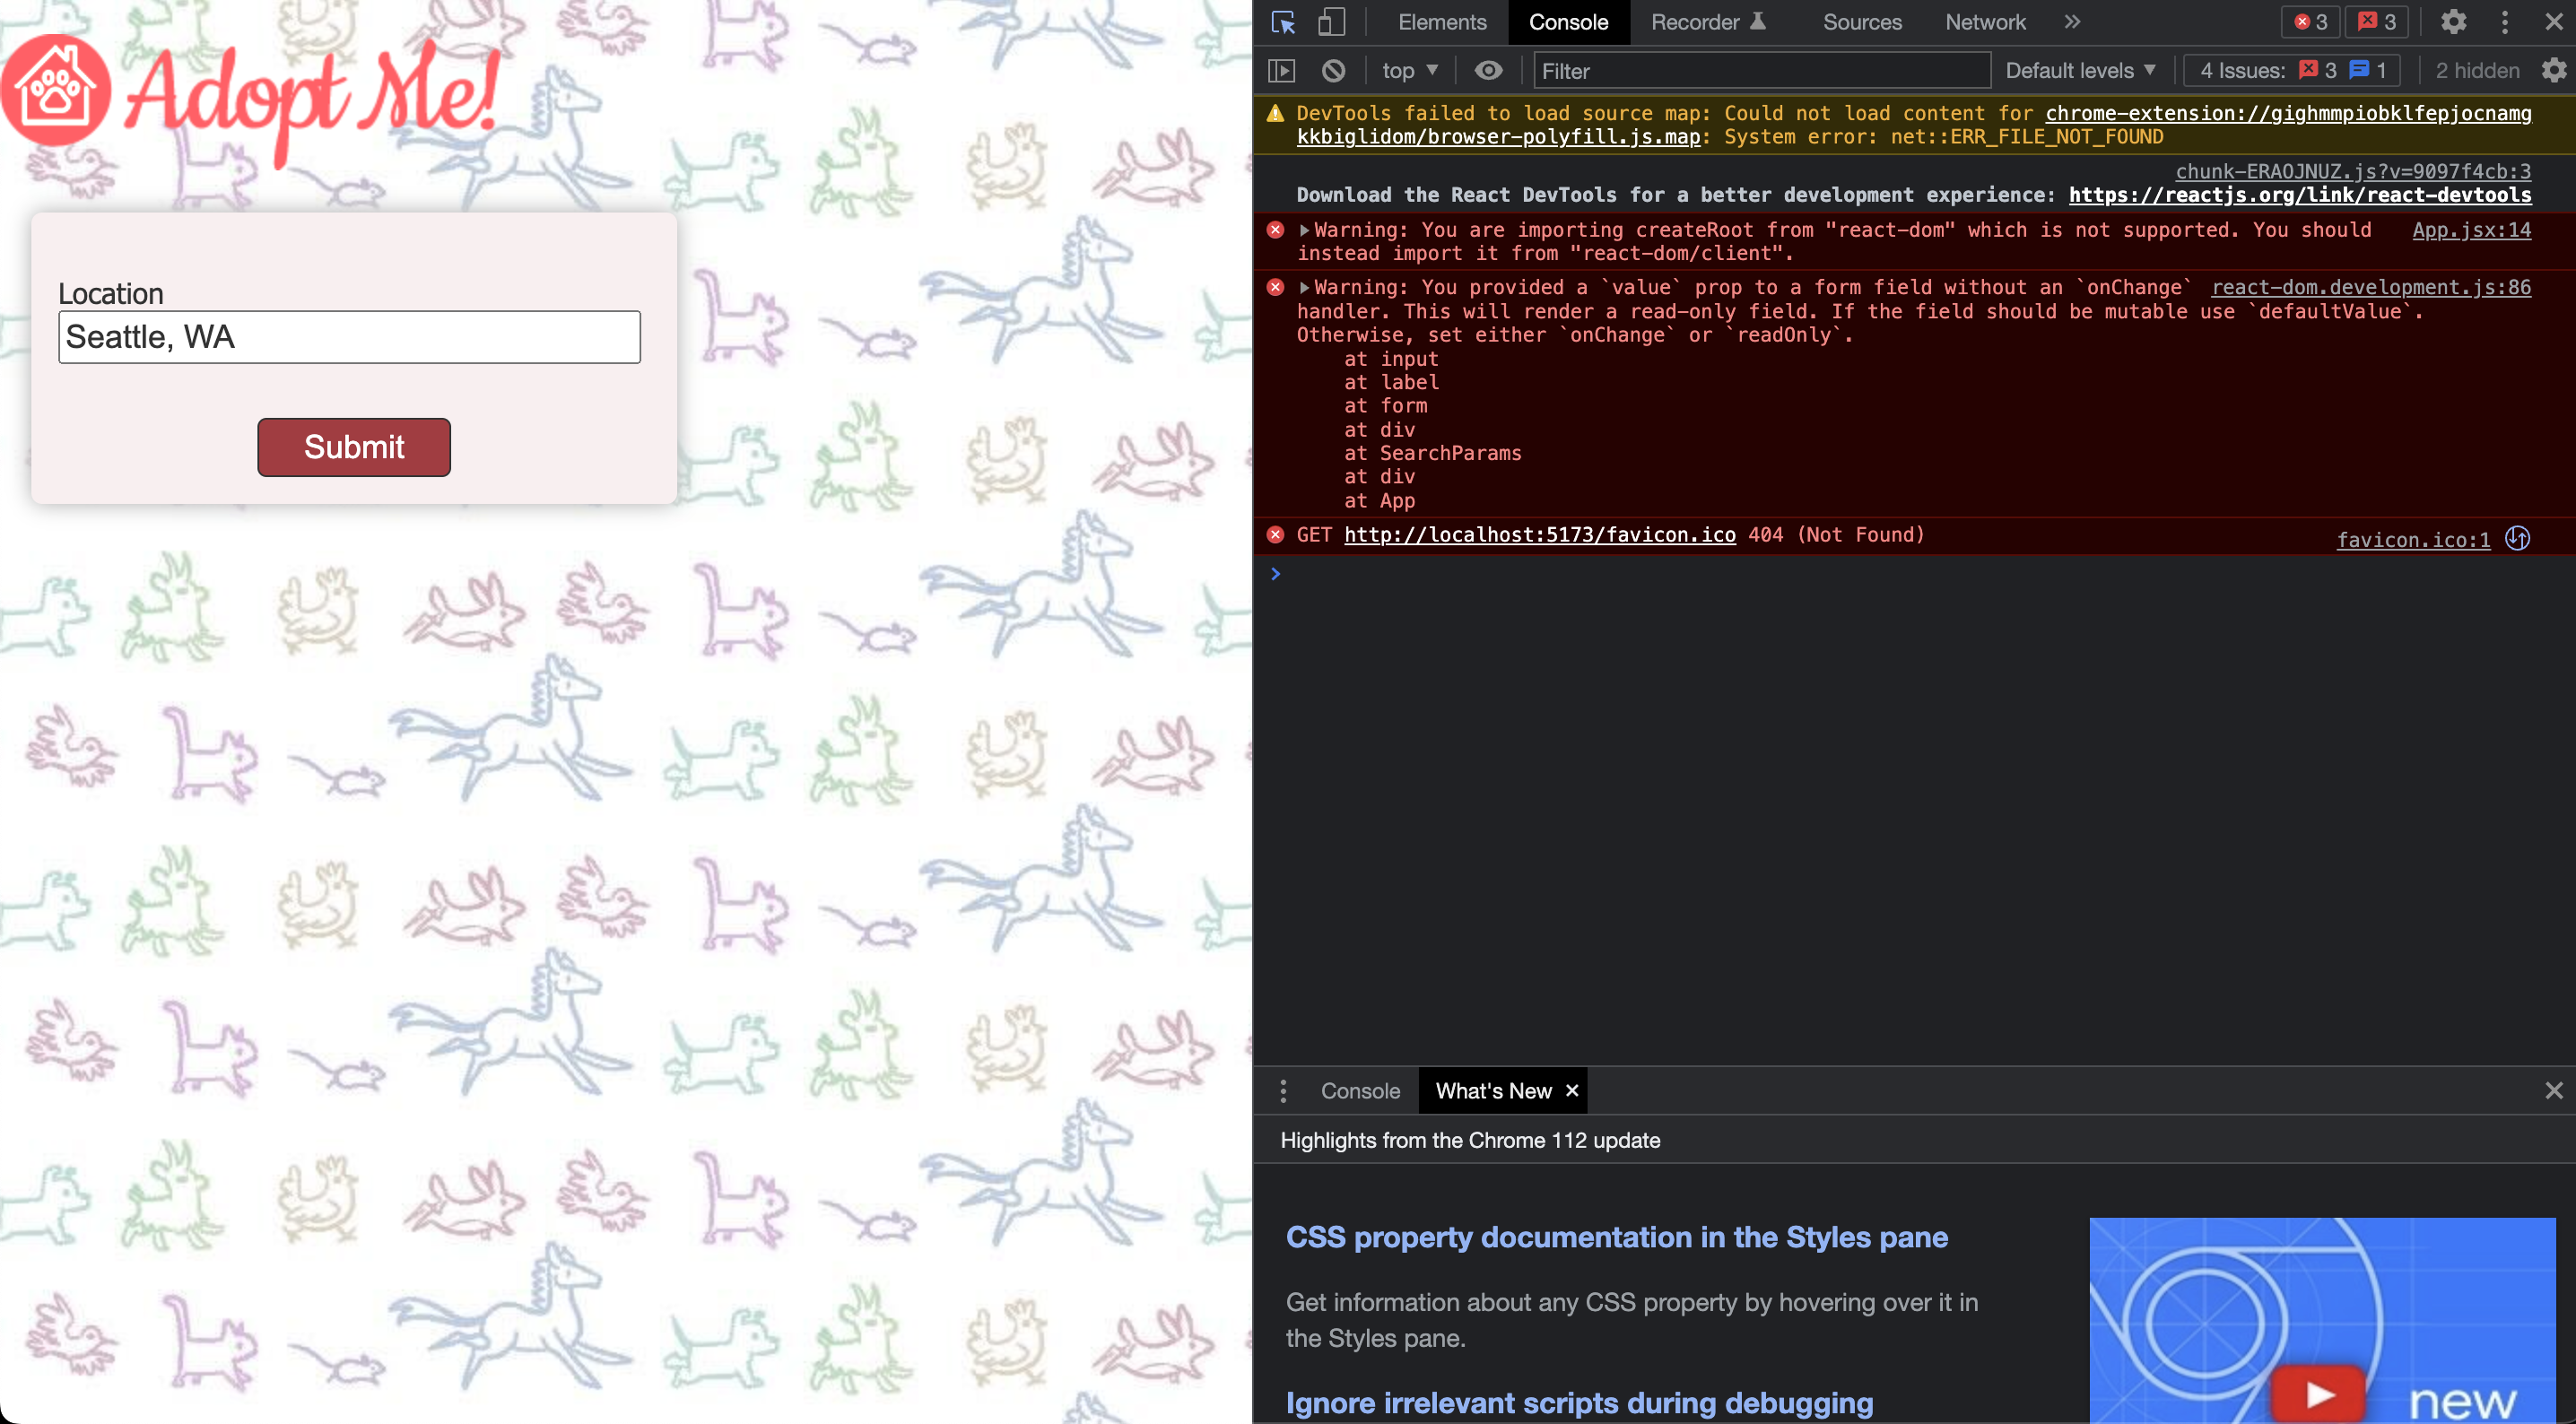 Adopt Me!
Location
Seattle, WA
Submit
Elements
Console
Recorder
Sources
Network
3
3
top
Filter
Default levels
4 Issues:
3
1
2 hidden
DevTools failed to load source map: Could not load content for chrome-extension://gighmmpiobklfepjocnamg
kkbiglidom/browser-polyfill.js.map: System error: net::ERR_FILE_NOT_FOUND
chunk-ERAOJNUZ.js?v=9097f4cb:3
Download the React DevTools for a better development experience: https://reactjs.org/link/react-devtools
Warning: You are importing createRoot from "react-dom" which is not supported. You should App.jsx:14
instead import it from "react-dom/client".
Warning: You provided a `value` prop to a form field without an `onChange` react-dom.development.js:86
handler. This will render a read-only field. If the field should be mutable use `defaultValue`.
Otherwise, set either `onChange` or `readOnly`.
at input
at label
at form
at div
at SearchParams
at div
at App
GET http://localhost:5173/favicon.ico 404 (Not Found) favicon.ico:1
Console
What's New
Highlights from the Chrome 112 update
CSS property documentation in the Styles pane
Get information about any CSS property by hovering over it in
the Styles pane.
Ignore irrelevant scripts during debugging
new